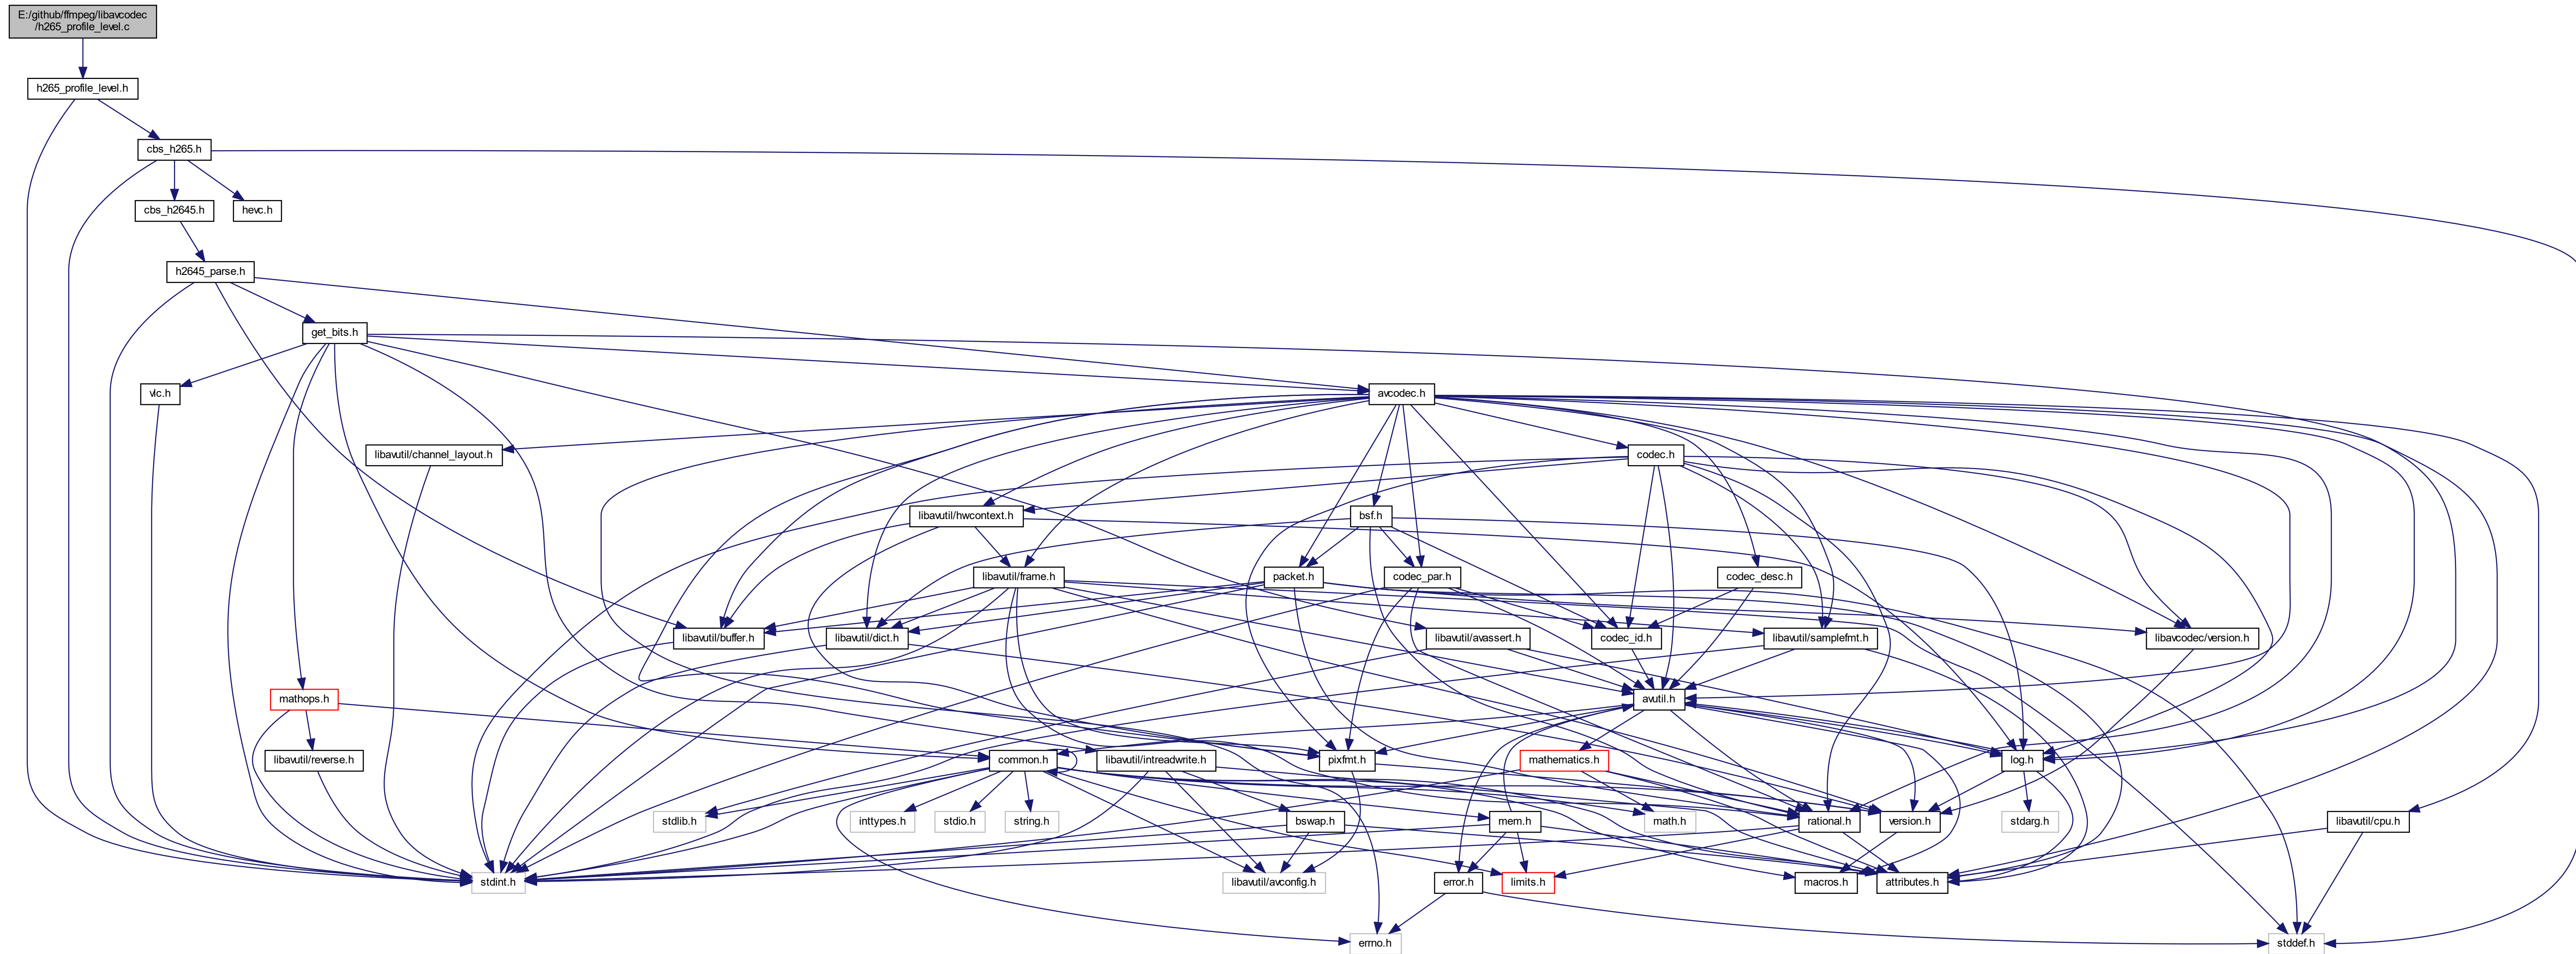 E:/github/ffmpeg/libavcodec
/h265_profile_level.c
h265_profile_level.h
cbs_h265.h
cbs_h2645.h
hevc.h
h2645_parse.h
get_bits.h
vlc.h
avcodec.h
libavutil/channel_layout.h
codec.h
libavutil/hwcontext.h
bsf.h
libavutil/frame.h
packet.h
codec_par.h
codec_desc.h
libavutil/buffer.h
libavutil/dict.h
libavutil/avassert.h
codec_id.h
libavutil/samplefmt.h
libavcodec/version.h
mathops.h
avutil.h
libavutil/reverse.h
common.h
libavutil/intreadwrite.h
pixfmt.h
mathematics.h
log.h
stdlib.h
inttypes.h
stdio.h
string.h
bswap.h
mem.h
math.h
rational.h
version.h
stdarg.h
libavutil/cpu.h
stdint.h
libavutil/avconfig.h
error.h
limits.h
macros.h
attributes.h
errno.h
stddef.h